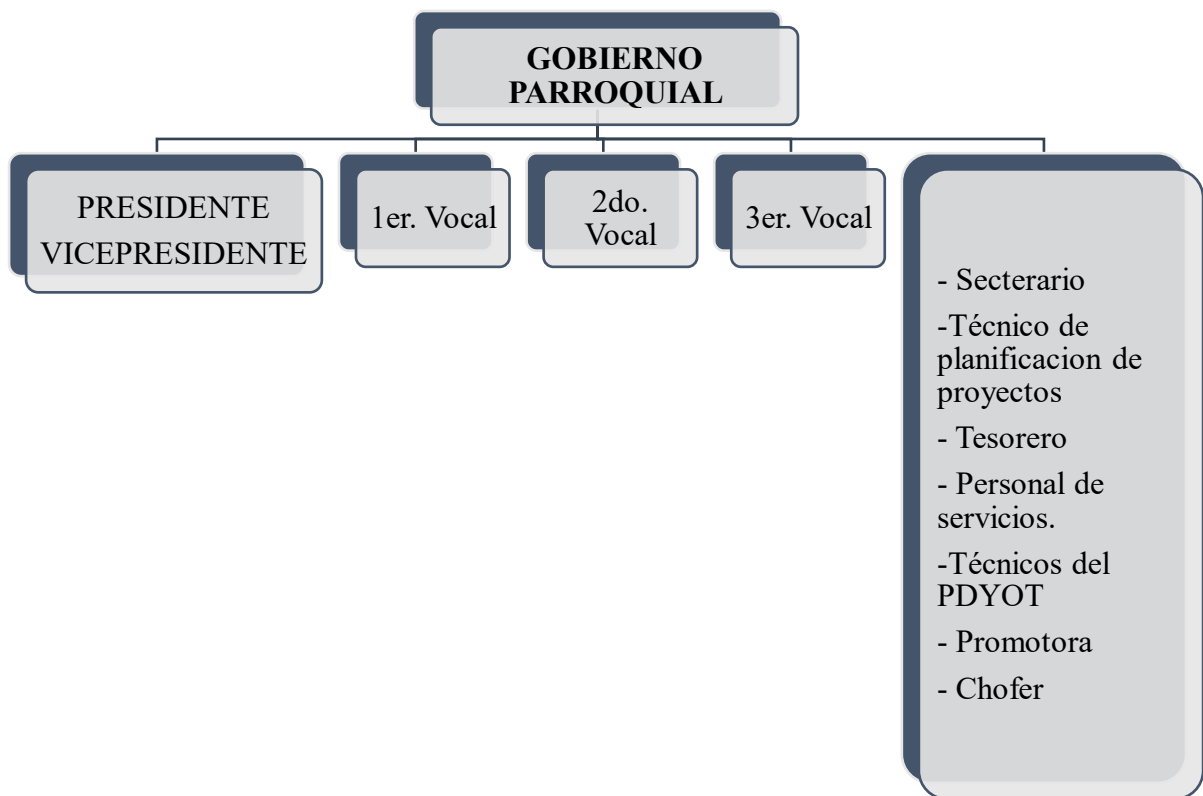 GOBIERNO
PARROQUIAL
PRESIDENTE
VICEPRESIDENTE
1er. Vocal
2do.
Vocal
3er. Vocal
- Secterario
-Técnico de
planificacion de
proyectos
- Tesorero
- Personal de
servicios.
-Técnicos del
PDYOT
- Promotora
- Chofer